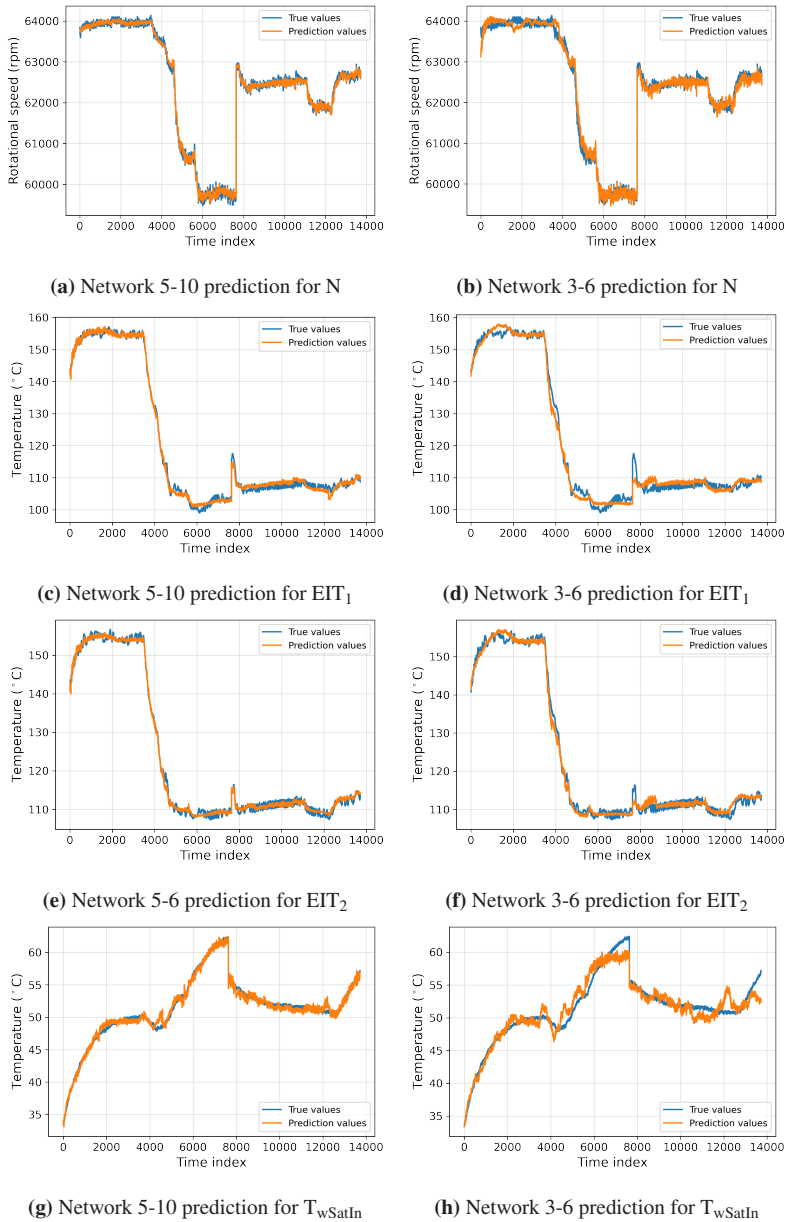 64000
63000
62000
61000
60000
Rotational speed (rpm)
True values
Prediction values
0 2000 4000 6000 8000 10000 12000 14000
Time index
(a) Network 5-10 prediction for N
64000
63000
62000
61000
60000
Rotational speed (rpm)
True values
Prediction values
0 2000 4000 6000 8000 10000 12000 14000
Time index
(b) Network 3-6 prediction for N
160
150
140
130
120
110
100
Temperature (°C)
True values
Prediction values
0 2000 4000 6000 8000 10000 12000 14000
Time index
(c) Network 5-10 prediction for EIT1
160
150
140
130
120
110
100
Temperature (°C)
True values
Prediction values
0 2000 4000 6000 8000 10000 12000 14000
Time index
(d) Network 3-6 prediction for EIT1
150
140
130
120
110
Temperature (°C)
True values
Prediction values
0 2000 4000 6000 8000 10000 12000 14000
Time index
(e) Network 5-6 prediction for EIT2
150
140
130
120
110
Temperature (°C)
True values
Prediction values
0 2000 4000 6000 8000 10000 12000 14000
Time index
(f) Network 3-6 prediction for EIT2
60
55
50
45
40
35
Temperature (°C)
True values
Prediction values
0 2000 4000 6000 8000 10000 12000 14000
Time index
(g) Network 5-10 prediction for TwSatIn
60
55
50
45
40
35
Temperature (°C)
True values
Prediction values
0 2000 4000 6000 8000 10000 12000 14000
Time index
(h) Network 3-6 prediction for TwSatIn